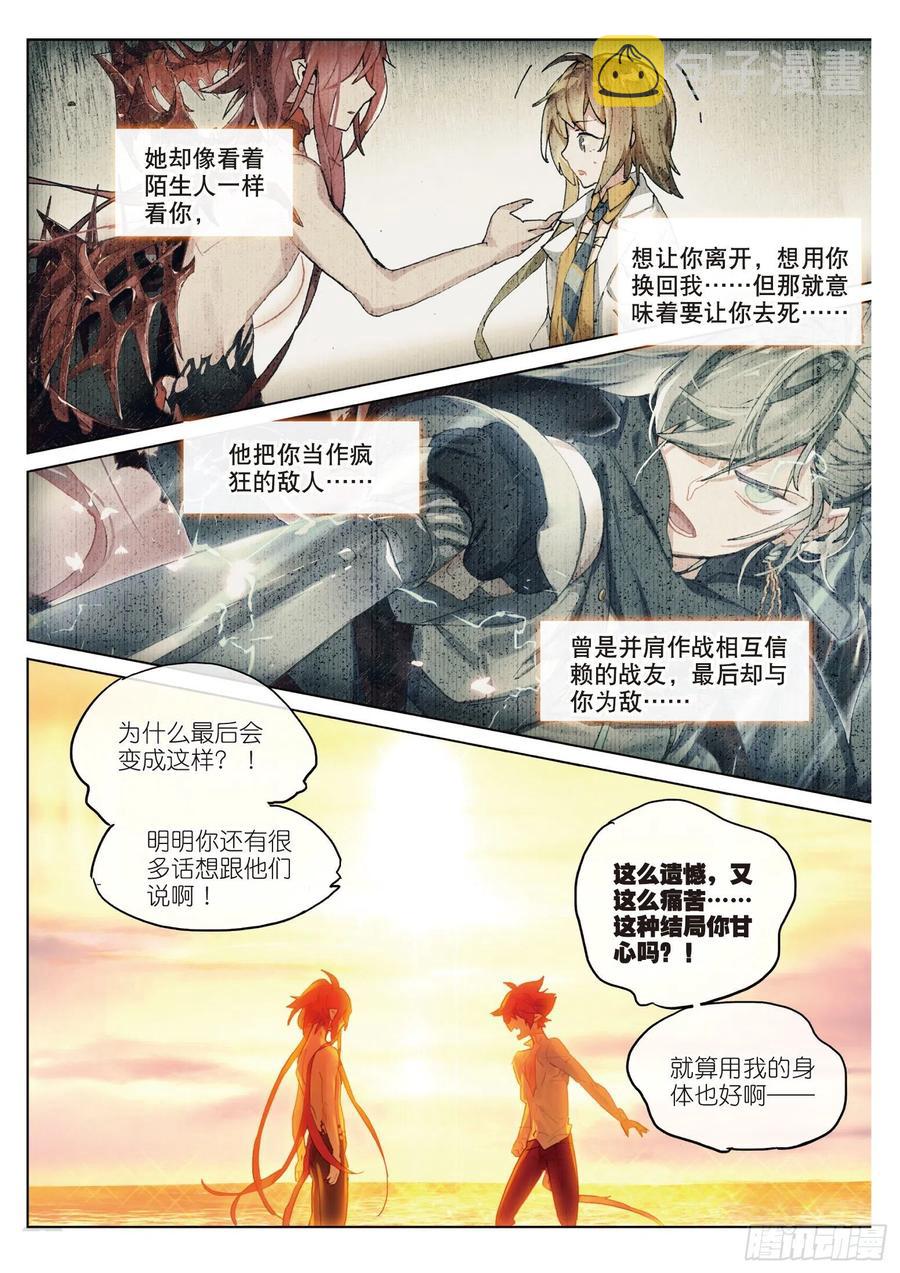 句子漫畫
她却像看着
陌生人一样
看你，
想让你离开，想用你
换回我……但那就意
味着要让你去死……
他把你当作疯
狂的敌人……
曾是并肩作战相互信
赖的战友，最后却与
你为敌……
为什么最后会
变成这样？！
明明你还有很
多话想跟他们
说啊！
这么遗憾，又
这么痛苦……
这种结局你甘
心吗？！
就算用我的身
体也好啊——
腾讯动漫